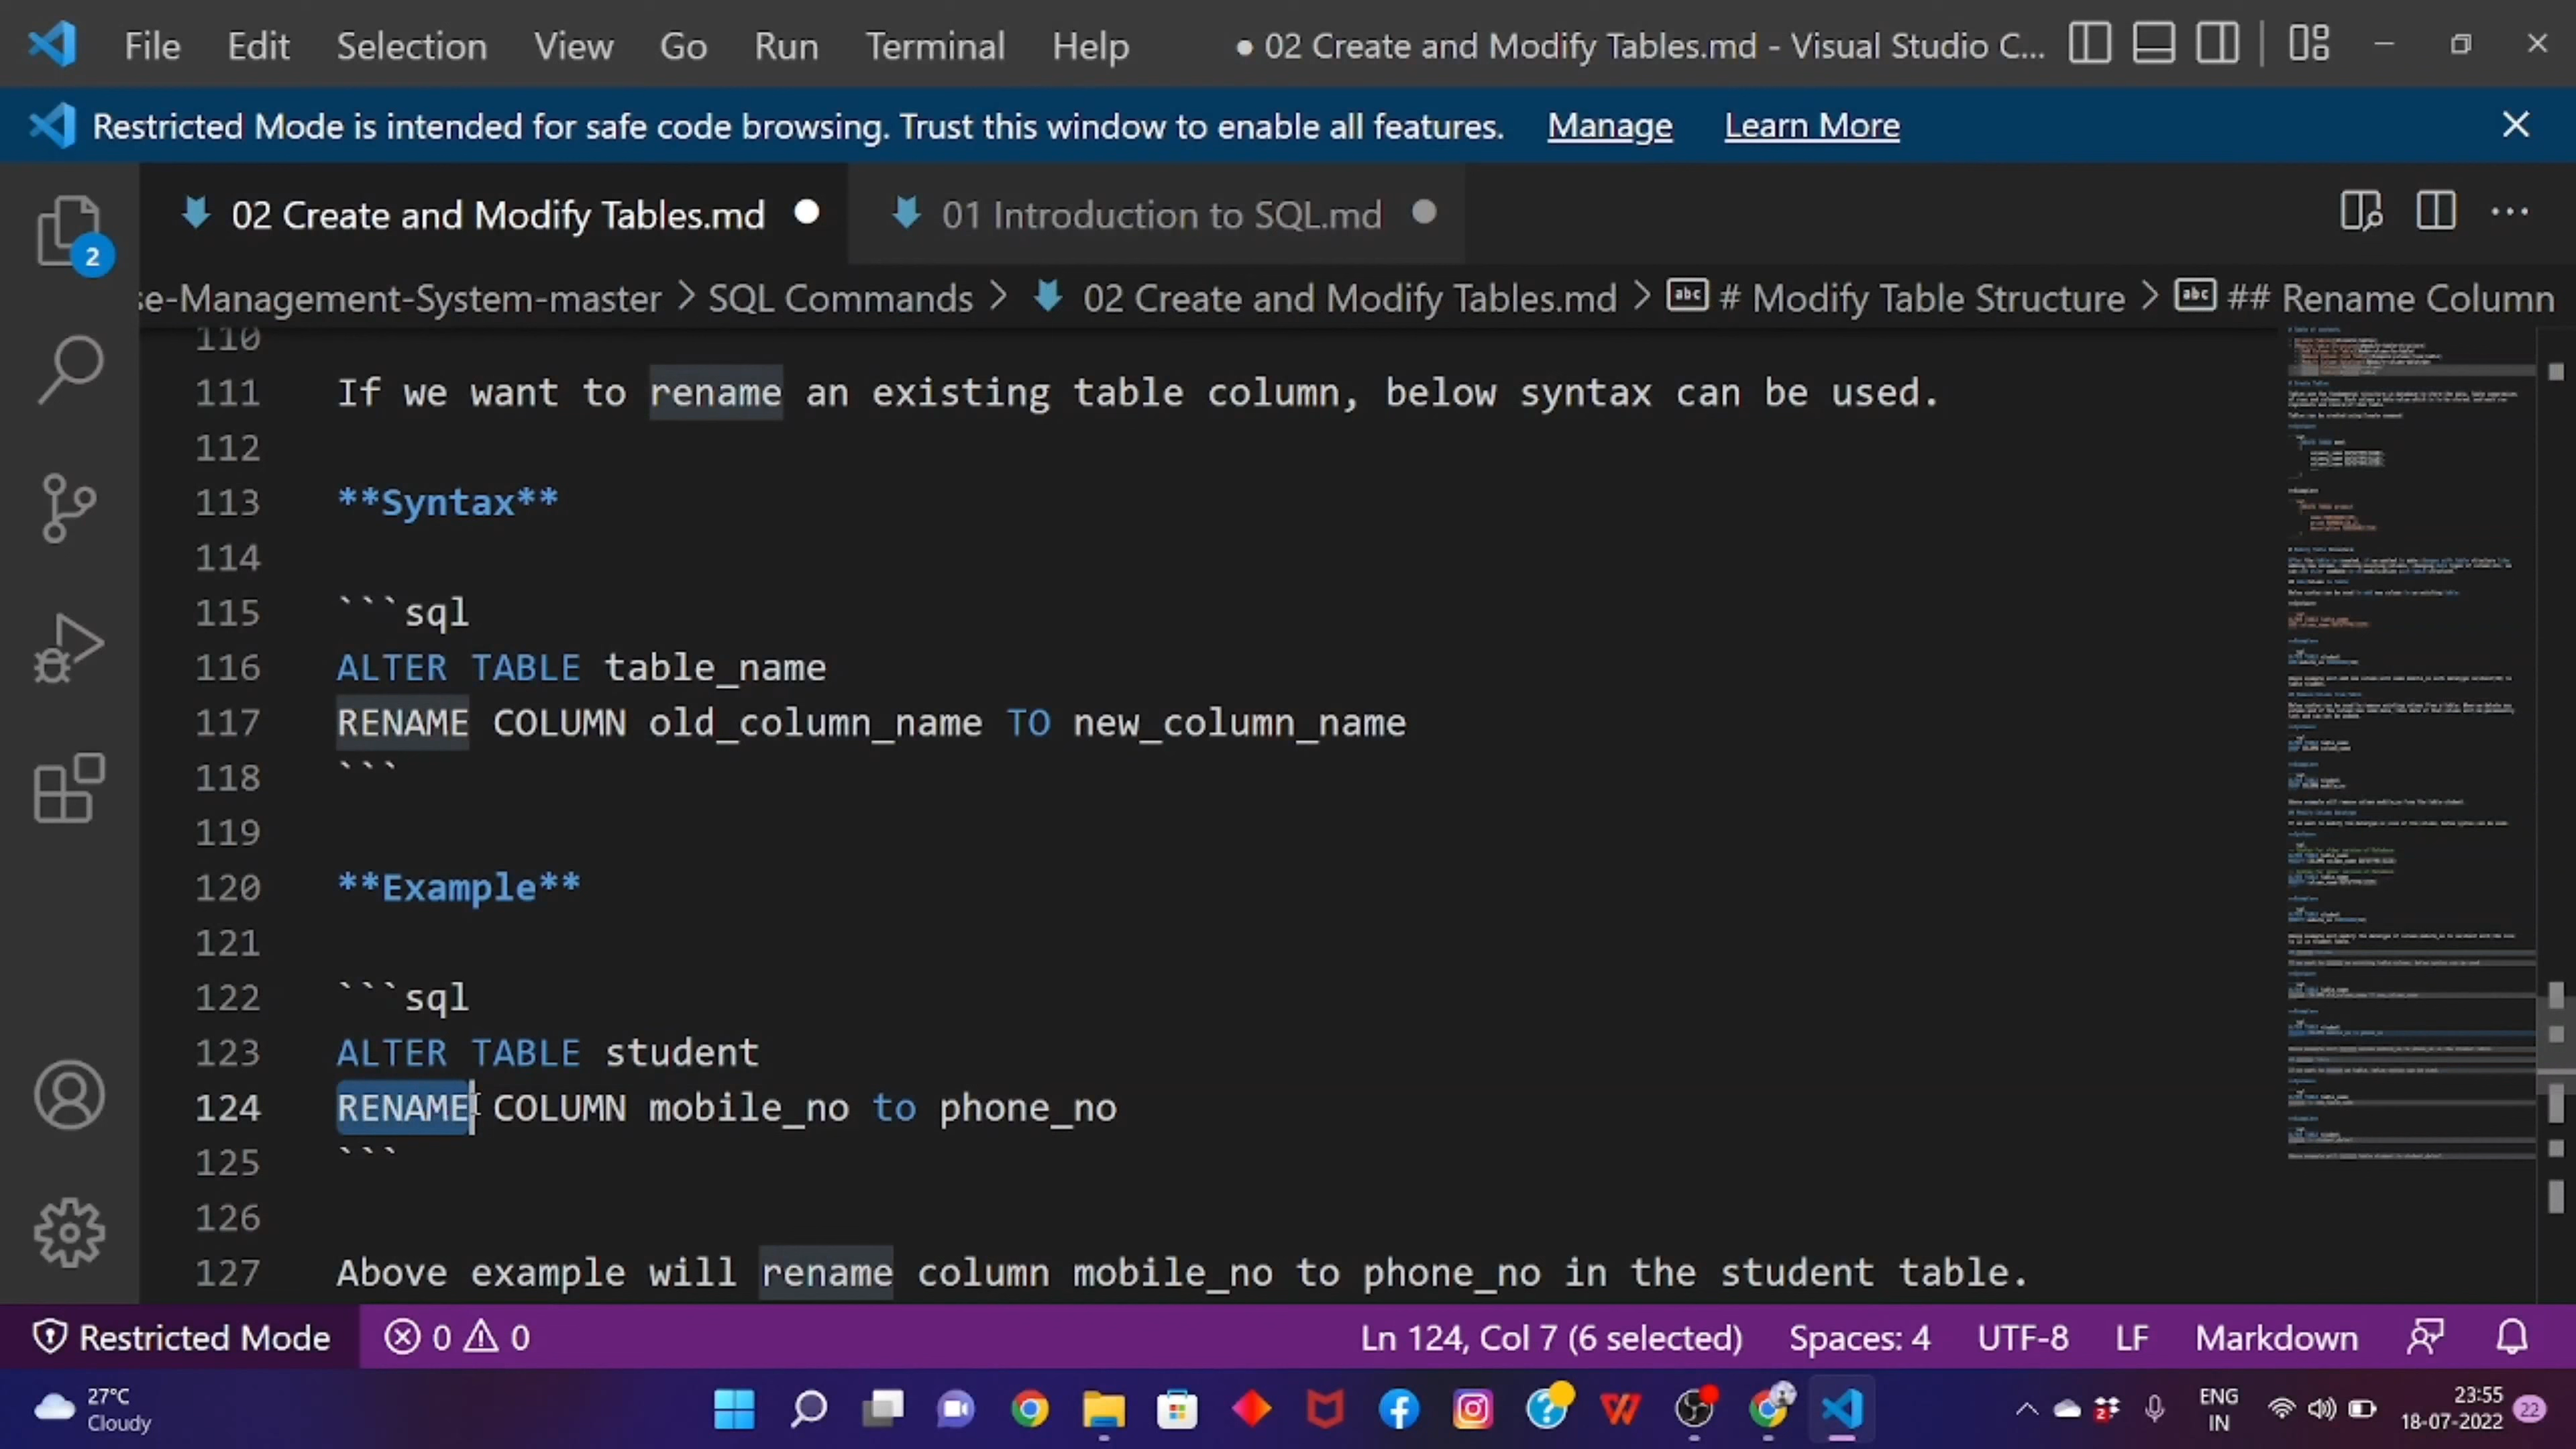 File Edit Selection View Go Run Terminal Help ● 02 Create and Modify Tables.md - Visual Studio C...
Restricted Mode is intended for safe code browsing. Trust this window to enable all features. Manage Learn More
02 Create and Modify Tables.md 01 Introduction to SQL.md
2
se-Management-System-master > SQL Commands > 02 Create and Modify Tables.md > # Modify Table Structure > ## Rename Column
110
111 If we want to rename an existing table column, below syntax can be used.
112
113 **Syntax**
114
115 ```sql
116 ALTER TABLE table_name
117 RENAME COLUMN old_column_name TO new_column_name
118 ```
119
120 **Example**
121
122 ```sql
123 ALTER TABLE student
124 RENAME COLUMN mobile_no to phone_no
125 ```
126
127 Above example will rename column mobile_no to phone_no in the student table.
Restricted Mode 0 0 Ln 124, Col 7 (6 selected) Spaces: 4 UTF-8 LF Markdown
27°C
Cloudy
ENG
IN
23:55
18-07-2022
22